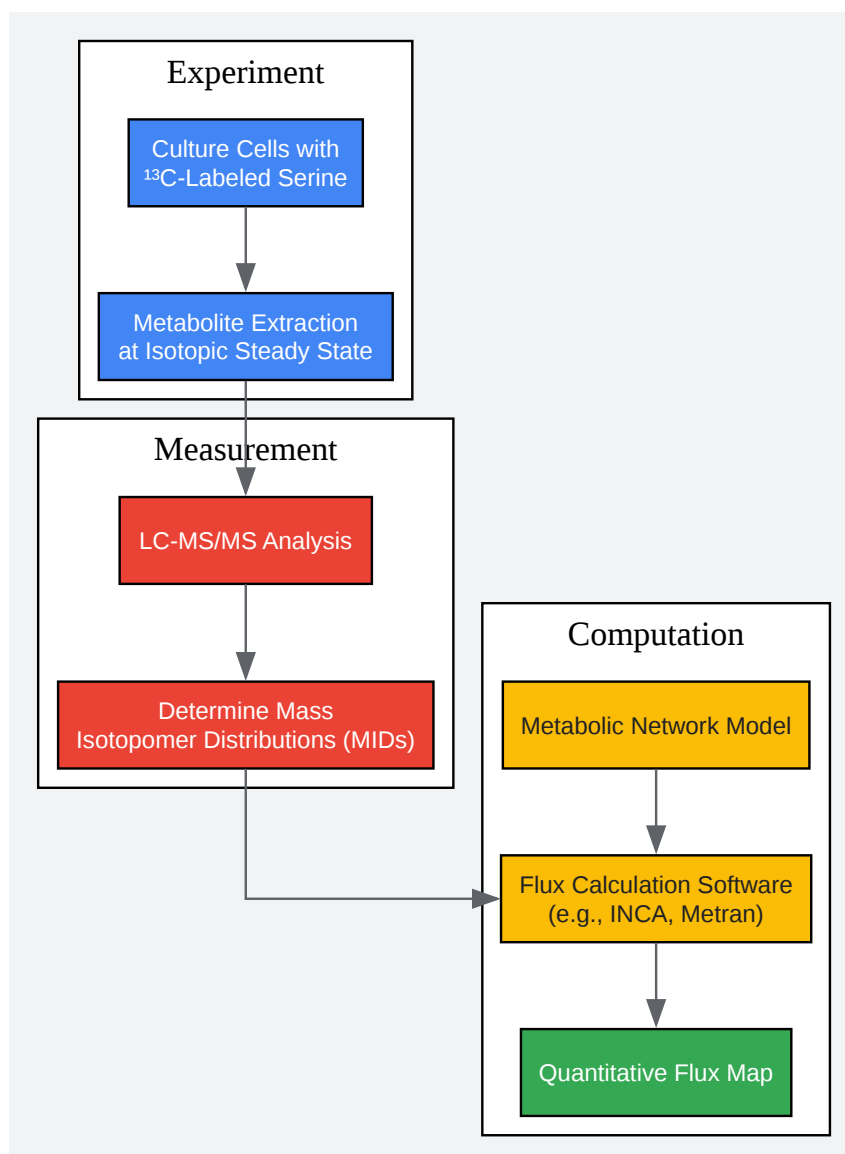 Experiment
Culture Cells with
¹³C-Labeled Serine
Metabolite Extraction
at Isotopic Steady State
Measurement
LC-MS/MS Analysis
Determine Mass
Isotopomer Distributions (MIDs)
Computation
Metabolic Network Model
Flux Calculation Software
(e.g., INCA, Metran)
Quantitative Flux Map